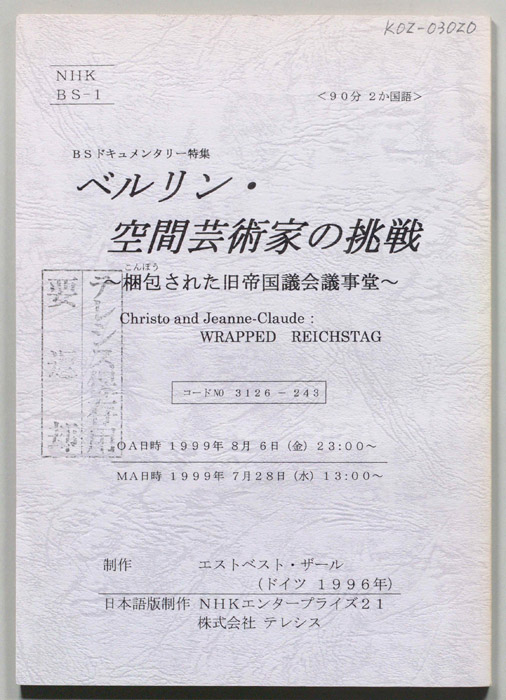 K02-03020
NHK
BS-1
<90分 2か国語>
BSドキュメンタリー特集
ベルリン・
空間芸術家の挑戦
こんぽう
~梱包された旧帝国議会議事堂~
Christo and Jeanne-Claude :
WRAPPED REICHSTAG
テレシス保存用
要返却
コードNO 3126-243
OA日時 1999年 8月 6日(金) 23:00~
MA日時 1999年 7月28日(水) 13:00~
制作 エストベスト・ザール
(ドイツ 1996年)
日本語版制作 NHKエンタープライズ21
株式会社 テレシス